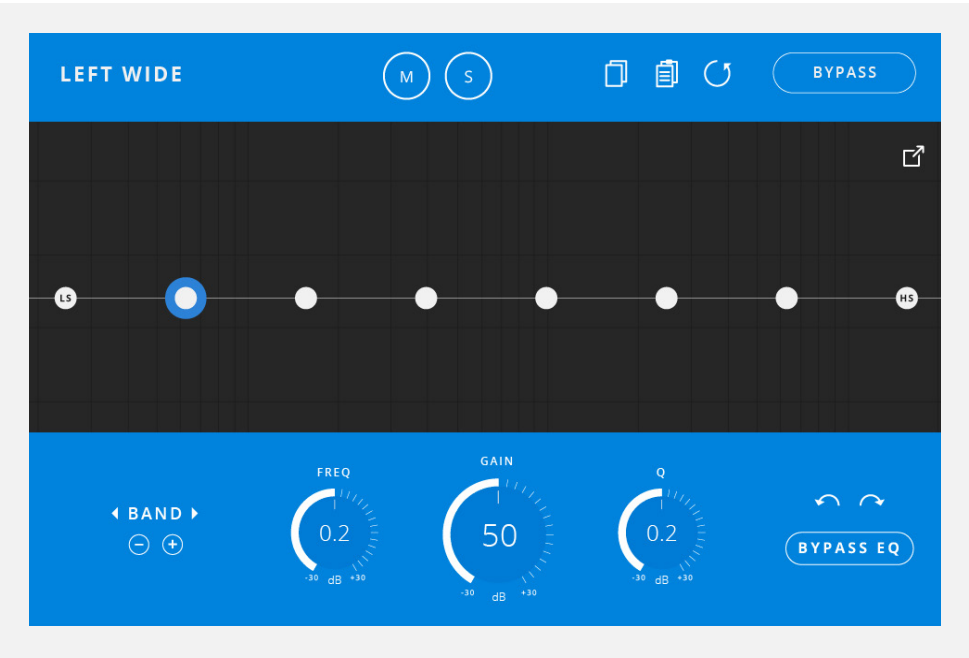 LEFT WIDE
M
S
BYPASS
LS
HS
BAND
FREQ
0.2
-30 dB +30
GAIN
50
-30 dB +30
Q
0.2
-30 dB +30
BYPASS EQ